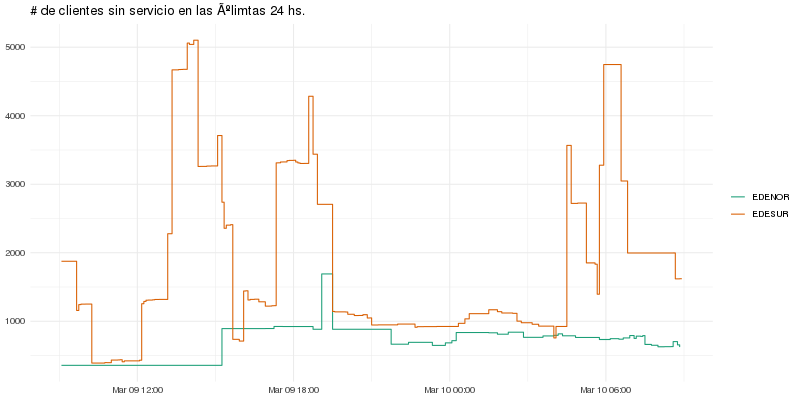 # de clientes sin servicio en las Ãºlimtas 24 hs.
5000
4000
3000
2000
1000
Mar 09 12:00
Mar 09 18:00
Mar 10 00:00
Mar 10 06:00
EDENOR
EDESUR